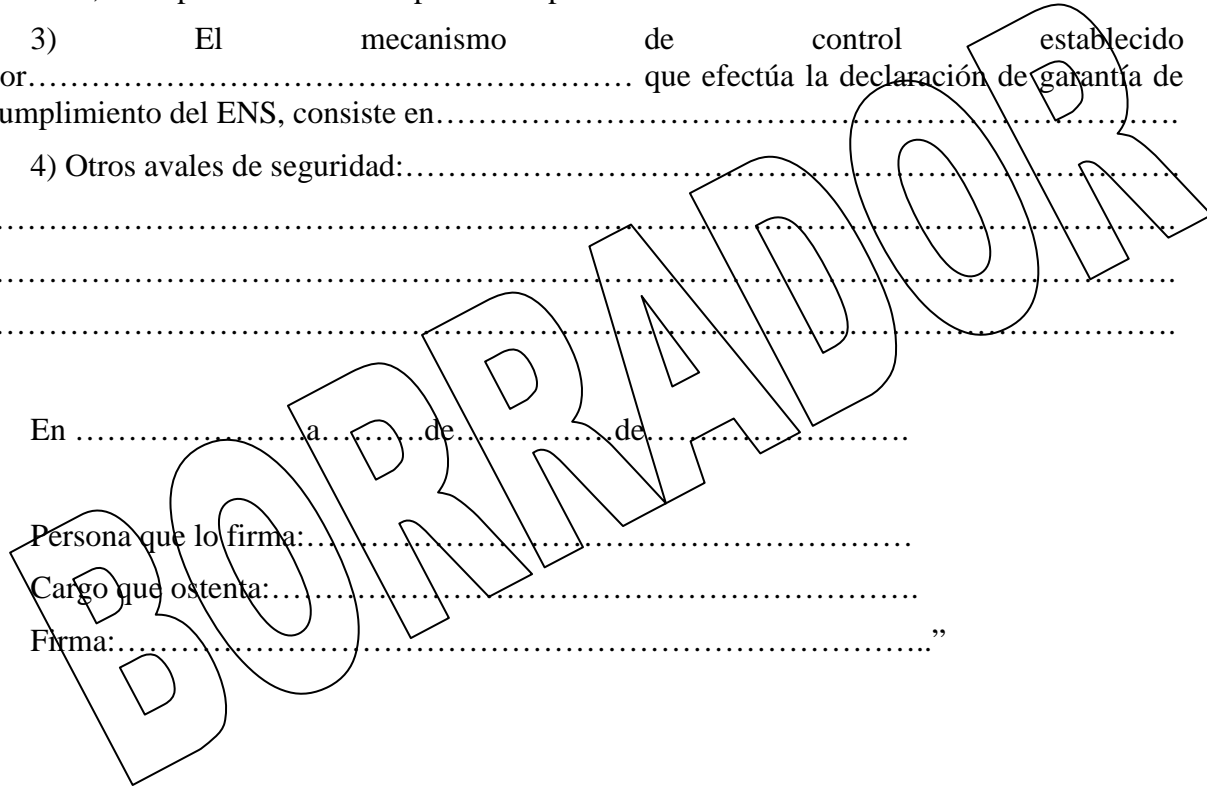 3) El mecanismo de control establecido
or…………………………………………………… que efectúa la declaración de garantía de
umplimiento del ENS, consiste en……………………………………………………………….
4) Otros avales de seguridad:…………………………………………………………………
…………………………………………………………………………………………………
…………………………………………………………………………………………………
…………………………………………………………………………………………………
En ………………….a……….de…………….de…………………….
Persona que lo firma:……………………………………………………
Cargo que ostenta:……………………………………………………….
Firma:……………………………………………………………………..”
BORRADOR